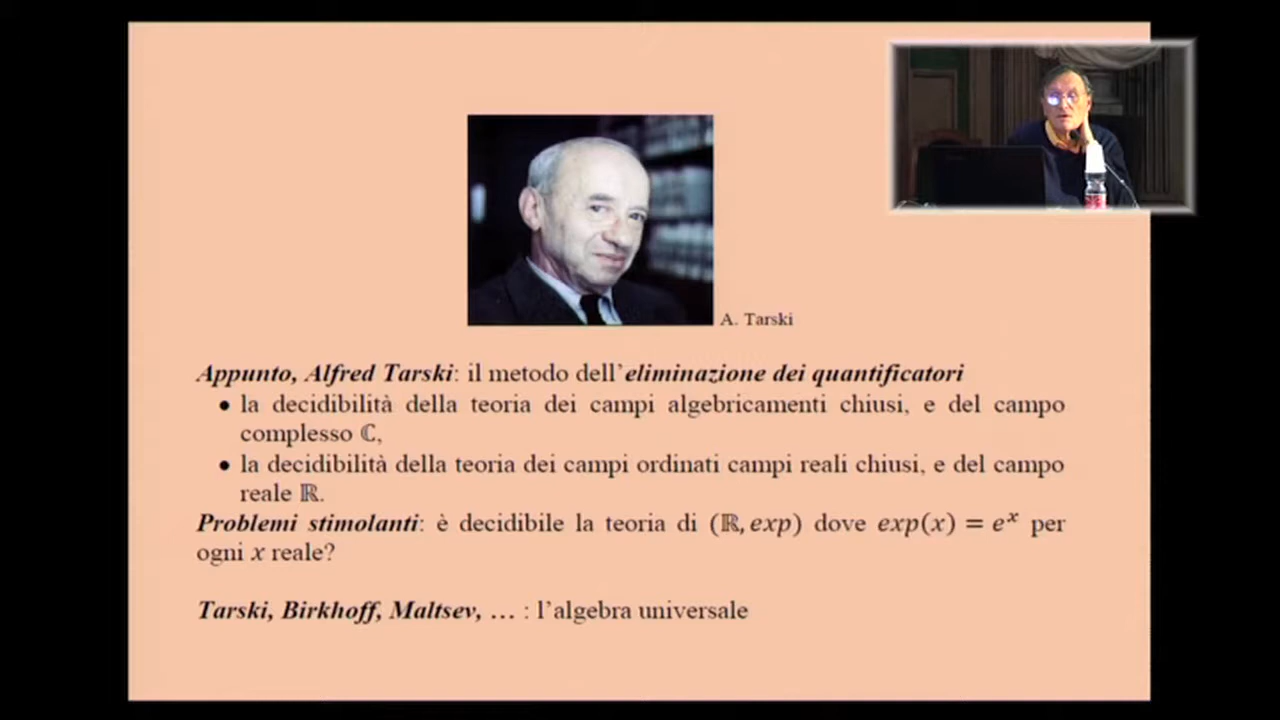 A. Tarski
Appunto, Alfred Tarski: il metodo dell'eliminazione dei quantificatori
• la decidibilità della teoria dei campi algebricamenti chiusi, e del campo
complesso ℂ,
• la decidibilità della teoria dei campi ordinati campi reali chiusi, e del campo
reale ℝ.
Problemi stimolanti: è decidibile la teoria di (ℝ, exp) dove exp(x) = eˣ per
ogni x reale?
Tarski, Birkhoff, Maltsev, … : l'algebra universale